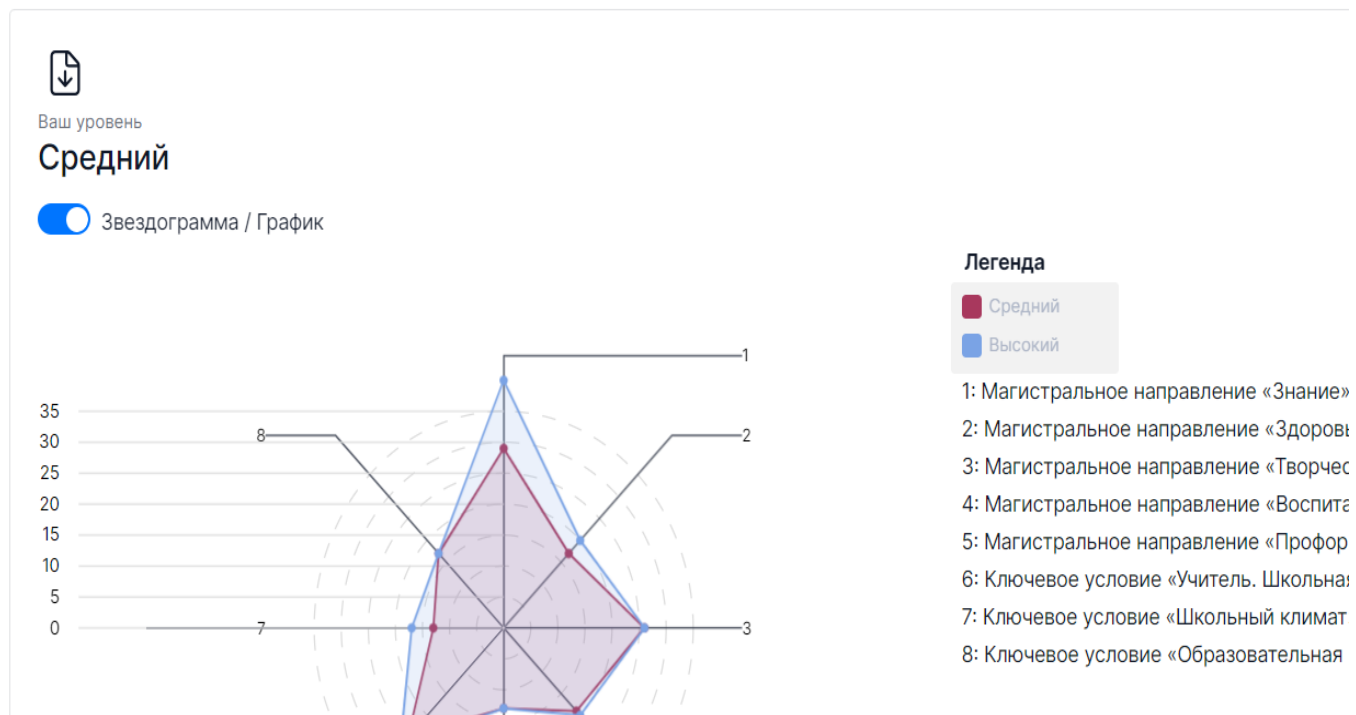 Ваш уровень
Средний
Звездограмма / График
Легенда
Средний
Высокий
1: Магистральное направление «Знание»
2: Магистральное направление «Здоровь
3: Магистральное направление «Творчес
4: Магистральное направление «Воспита
5: Магистральное направление «Профор
6: Ключевое условие «Учитель. Школьная
7: Ключевое условие «Школьный климат
8: Ключевое условие «Образовательная
1
35
30
8
2
25
20
15
10
5
0
7
3